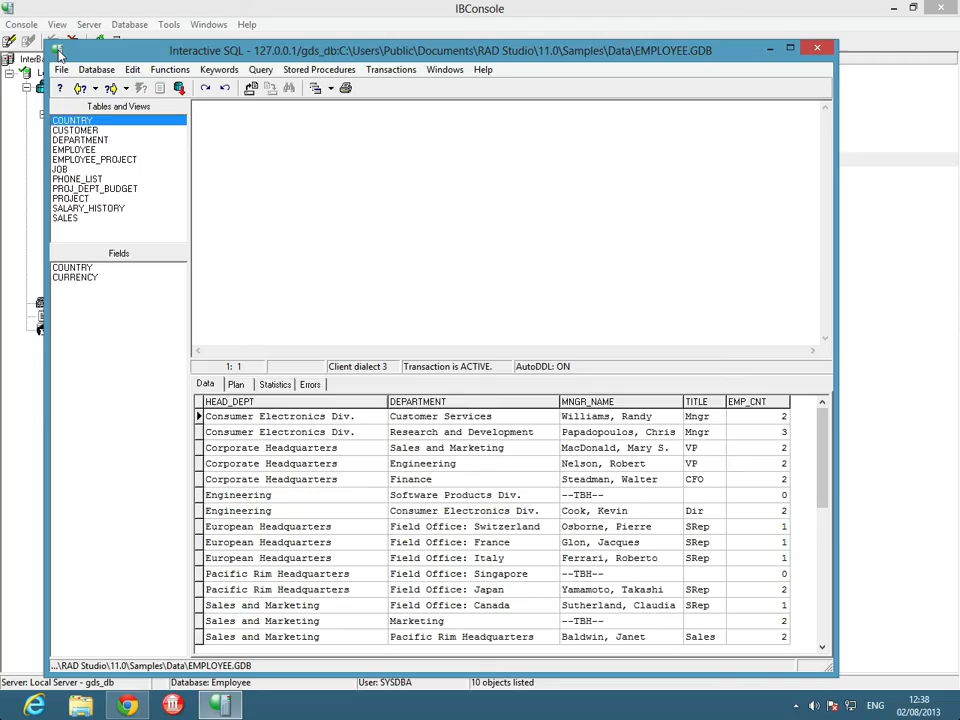 IBConsole
Console View Server Database Tools Windows Help
Interactive SQL - 127.0.0.1/gds_db:C:\Users\Public\Documents\RAD Studio\11.0\Samples\Data\EMPLOYEE.GDB
File Database Edit Functions Keywords Query Stored Procedures Transactions Windows Help
Tables and Views
COUNTRY
CUSTOMER
DEPARTMENT
EMPLOYEE
EMPLOYEE_PROJECT
JOB
PHONE_LIST
PROJ_DEPT_BUDGET
PROJECT
SALARY_HISTORY
SALES
Fields
COUNTRY
CURRENCY
1: 1 Client dialect 3 Transaction is ACTIVE. AutoDDL: ON
Data Plan Statistics Errors
HEAD_DEPT DEPARTMENT MNGR_NAME TITLE EMP_CNT
Consumer Electronics Div. Customer Services Williams, Randy Mngr 2
Consumer Electronics Div. Research and Development Papadopoulos, Chris Mngr 3
Corporate Headquarters Sales and Marketing MacDonald, Mary S. VP 2
Corporate Headquarters Engineering Nelson, Robert VP 2
Corporate Headquarters Finance Steadman, Walter CFO 2
Engineering Software Products Div. --TBH-- 0
Engineering Consumer Electronics Div. Cook, Kevin Dir 2
European Headquarters Field Office: Switzerland Osborne, Pierre SRep 1
European Headquarters Field Office: France Glon, Jacques SRep 1
European Headquarters Field Office: Italy Ferrari, Roberto SRep 1
Pacific Rim Headquarters Field Office: Singapore --TBH-- 0
Pacific Rim Headquarters Field Office: Japan Yamamoto, Takashi SRep 2
Sales and Marketing Field Office: Canada Sutherland, Claudia SRep 1
Sales and Marketing Marketing --TBH-- 2
Sales and Marketing Pacific Rim Headquarters Baldwin, Janet Sales 2
...\RAD Studio\11.0\Samples\Data\EMPLOYEE.GDB
Server: Local Server - gds_db Database: Employee User: SYSDBA 10 objects listed
ENG
12:38
02/08/2013